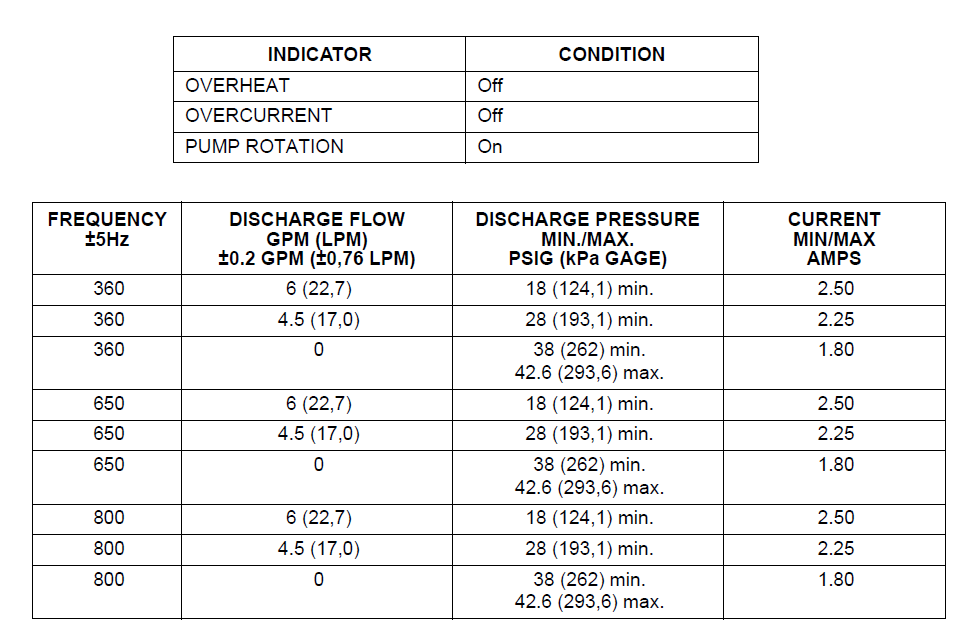 INDICATOR CONDITION
OVERHEAT Off
OVERCURRENT Off
PUMP ROTATION On
FREQUENCY DISCHARGE FLOW DISCHARGE PRESSURE CURRENT
±5Hz GPM (LPM) MIN./MAX. MIN/MAX
±0.2 GPM (±0,76 LPM) PSIG (kPa GAGE) AMPS
360 6 (22,7) 18 (124,1) min. 2.50
360 4.5 (17,0) 28 (193,1) min. 2.25
360 0 38 (262) min. 1.80
42.6 (293,6) max.
650 6 (22,7) 18 (124,1) min. 2.50
650 4.5 (17,0) 28 (193,1) min. 2.25
650 0 38 (262) min. 1.80
42.6 (293,6) max.
800 6 (22,7) 18 (124,1) min. 2.50
800 4.5 (17,0) 28 (193,1) min. 2.25
800 0 38 (262) min. 1.80
42.6 (293,6) max.